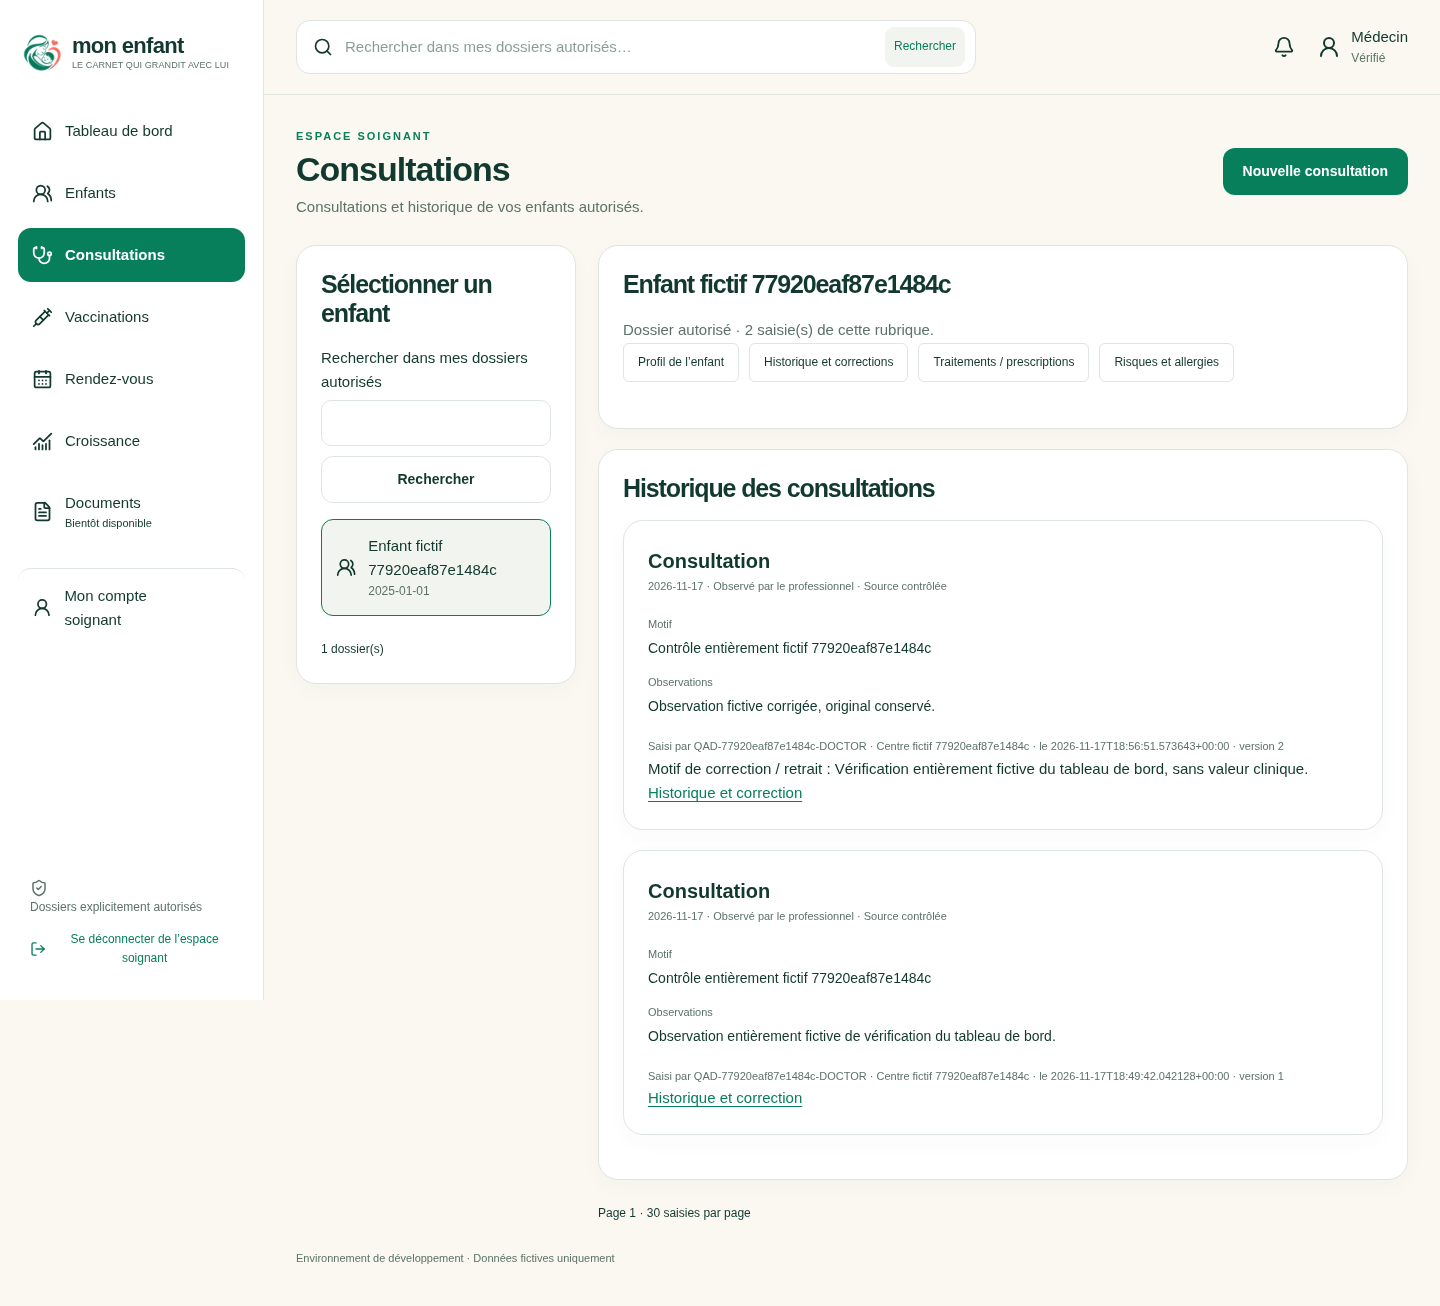 mon enfant
LE CARNET QUI GRANDIT AVEC LUI
Tableau de bord
Enfants
Consultations
Vaccinations
Rendez-vous
Croissance
Documents
Bientôt disponible
Mon compte
soignant
Dossiers explicitement autorisés
Se déconnecter de l’espace
soignant
Rechercher dans mes dossiers autorisés…
Rechercher
Médecin
Vérifié
ESPACE SOIGNANT
Consultations
Consultations et historique de vos enfants autorisés.
Nouvelle consultation
Sélectionner un
enfant
Rechercher dans mes dossiers
autorisés
Rechercher
Enfant fictif
77920eaf87e1484c
2025-01-01
1 dossier(s)
Enfant fictif 77920eaf87e1484c
Dossier autorisé · 2 saisie(s) de cette rubrique.
Profil de l’enfant
Historique et corrections
Traitements / prescriptions
Risques et allergies
Historique des consultations
Consultation
2026-11-17 · Observé par le professionnel · Source contrôlée
Motif
Contrôle entièrement fictif 77920eaf87e1484c
Observations
Observation fictive corrigée, original conservé.
Saisi par QAD-77920eaf87e1484c-DOCTOR · Centre fictif 77920eaf87e1484c · le 2026-11-17T18:56:51.573643+00:00 · version 2
Motif de correction / retrait : Vérification entièrement fictive du tableau de bord, sans valeur clinique.
Historique et correction
Consultation
2026-11-17 · Observé par le professionnel · Source contrôlée
Motif
Contrôle entièrement fictif 77920eaf87e1484c
Observations
Observation entièrement fictive de vérification du tableau de bord.
Saisi par QAD-77920eaf87e1484c-DOCTOR · Centre fictif 77920eaf87e1484c · le 2026-11-17T18:49:42.042128+00:00 · version 1
Historique et correction
Page 1 · 30 saisies par page
Environnement de développement · Données fictives uniquement